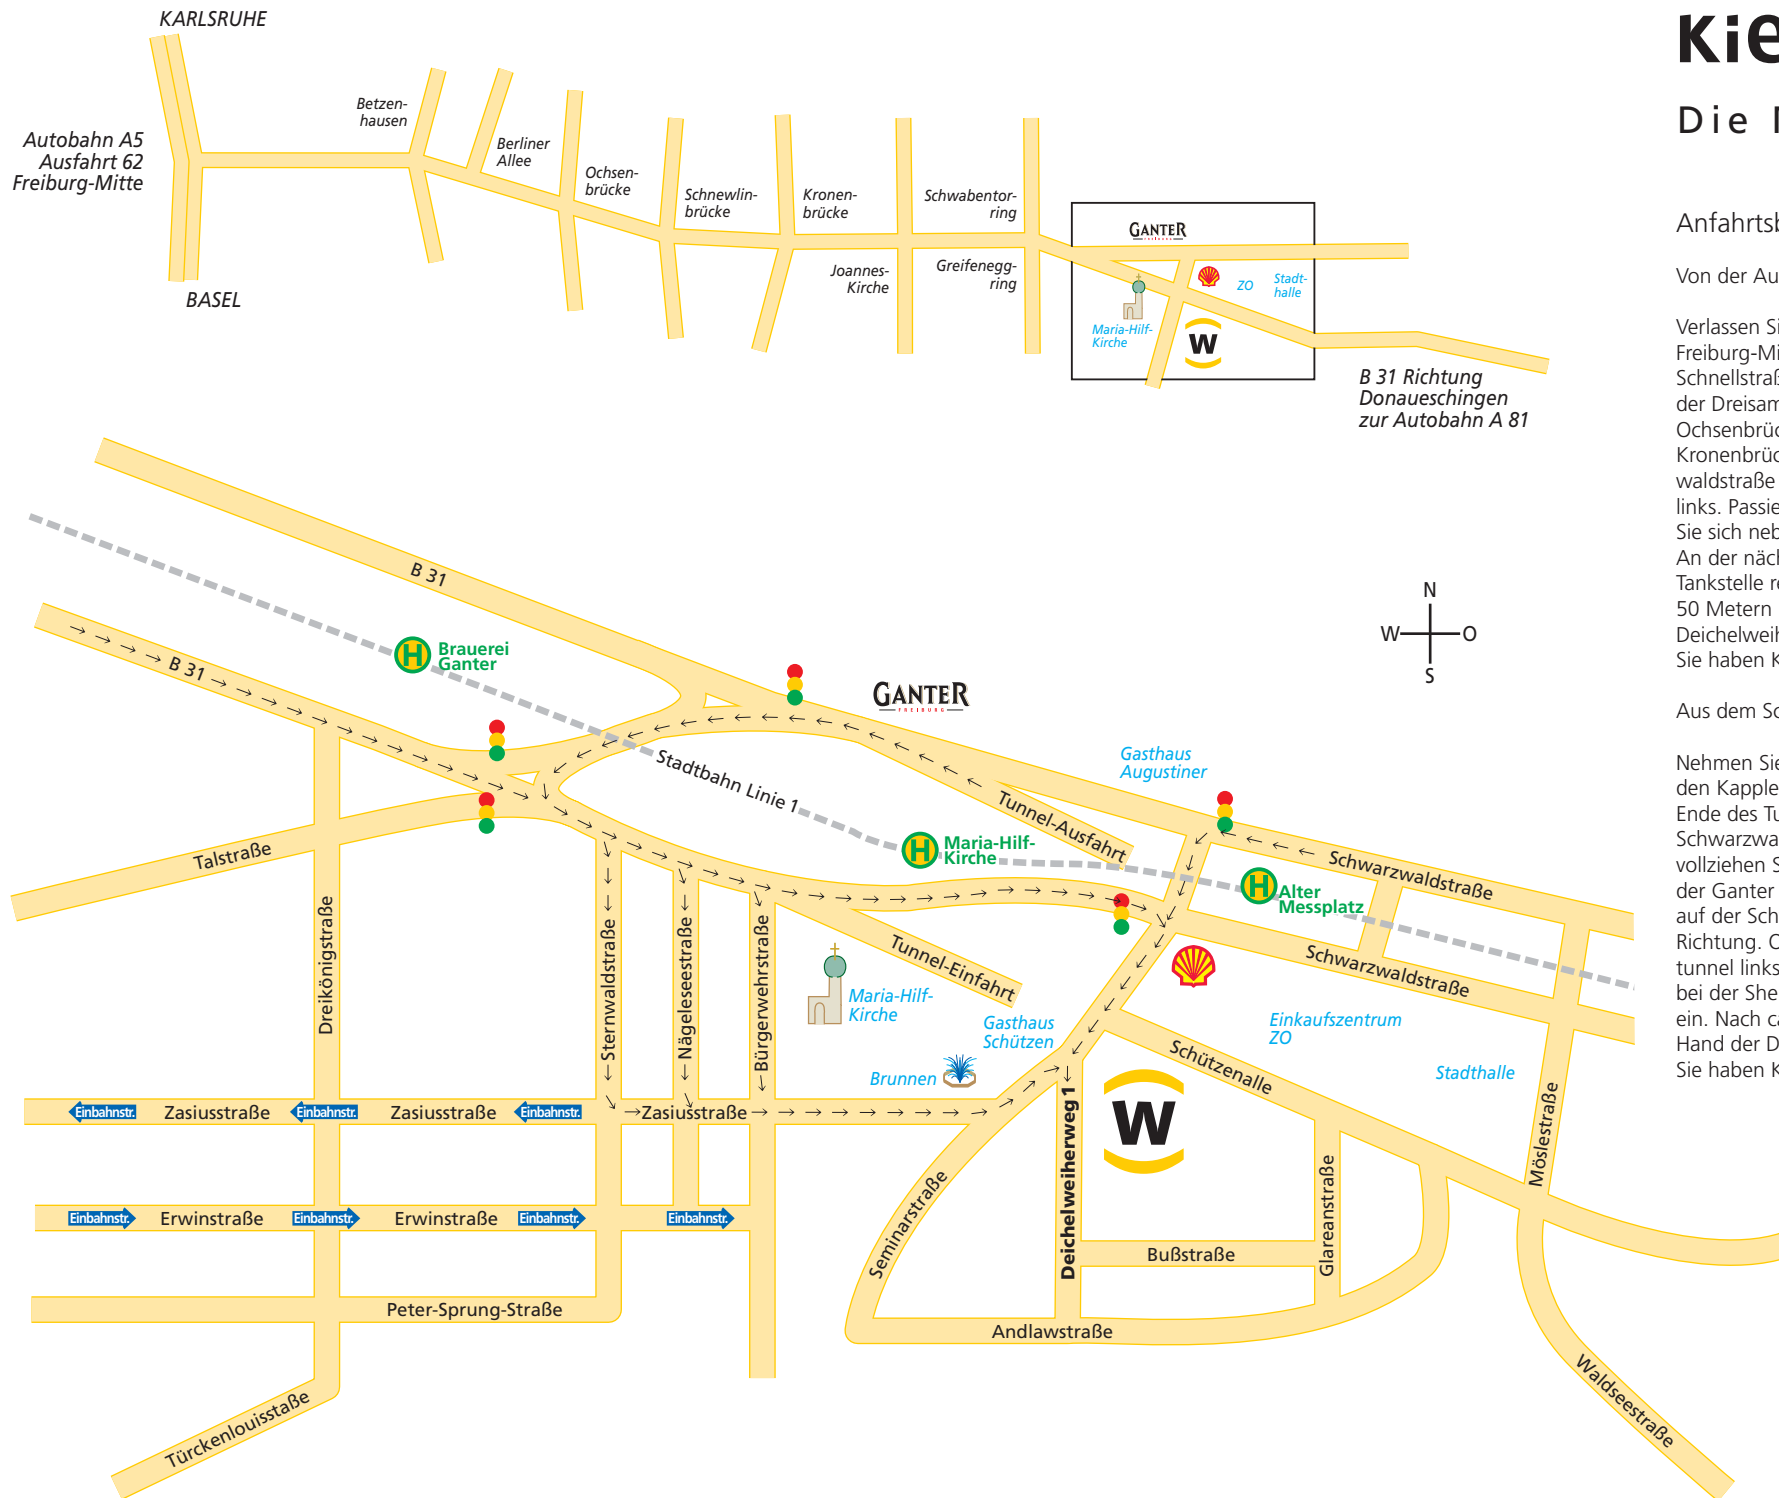 KARLSRUHE
Autobahn A5
Ausfahrt 62
Freiburg-Mitte
BASEL
Betzen-
hausen
Berliner
Allee
Ochsen-
brücke
Schnewlin-
brücke
Kronen-
brücke
Joannes-
Kirche
Schwabentor-
ring
Greifenegg-
ring
GANTER
FREIBURG
ZO
Stadt-
halle
Maria-Hilf-
Kirche
W
B 31 Richtung
Donaueschingen
zur Autobahn A 81
B 31
B 31
H
Brauerei
Ganter
GANTER
FREIBURG
N
W
O
S
Stadtbahn Linie 1
Gasthaus
Augustiner
Tunnel-Ausfahrt
H
Maria-Hilf-
Kirche
Schwarzwaldstraße
H
Alter
Messplatz
Talstraße
Dreikönigstraße
Sternwaldstraße
Nägeleseestraße
Bürgerwehrstraße
Tunnel-Einfahrt
Schwarzwaldstraße
Maria-Hilf-
Kirche
Gasthaus
Schützen
Einkaufszentrum
ZO
Brunnen
Schützenalle
Stadthalle
Einbahnstr.
Zasiusstraße
Einbahnstr.
Zasiusstraße
Einbahnstr.
Zasiusstraße
Deichelweiherweg 1
W
Möslestraße
Einbahnstr.
Erwinstraße
Einbahnstr.
Erwinstraße
Einbahnstr.
Einbahnstr.
Seminarstraße
Bußstraße
Glareanstraße
Peter-Sprung-Straße
Andlawstraße
Türckenlouisstaße
Waldseestraße
Kie
Die
Anfahrtsb
Von der Au
Verlassen Si
Freiburg-Mi
Schnellstraß
der Dreisam
Ochsenbrüc
Kronenbrüc
waldstraße
links. Passie
Sie sich neb
An der näch
Tankstelle re
50 Metern
Deichelweih
Sie haben K
Aus dem Sc
Nehmen Sie
den Kapple
Ende des Tu
Schwarzwa
vollziehen S
der Ganter
auf der Sch
Richtung. O
tunnel links
bei der She
ein. Nach ca
Hand der D
Sie haben K